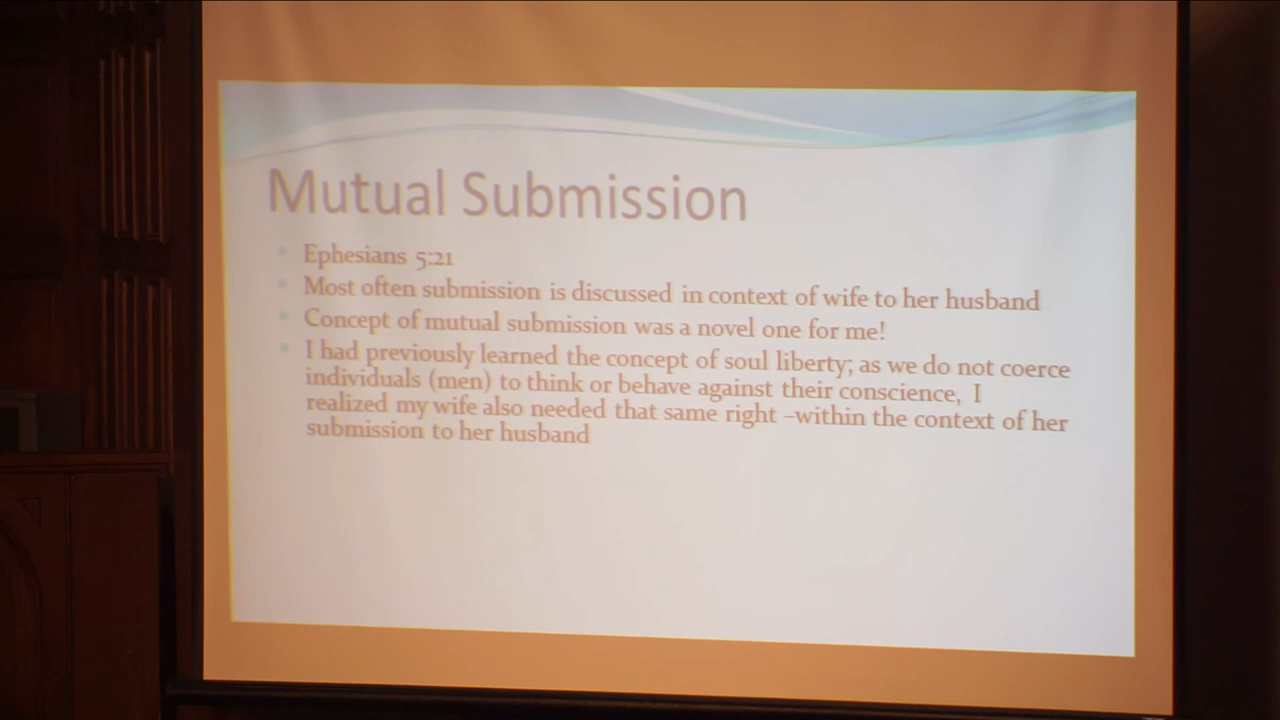 Mutual Submission
Ephesians 5:21
Most often submission is discussed in context of wife to her husband
Concept of mutual submission was a novel one for me!
I had previously learned the concept of soul liberty; as we do not coerce
individuals (men) to think or behave against their conscience, I
realized my wife also needed that same right –within the context of her
submission to her husband